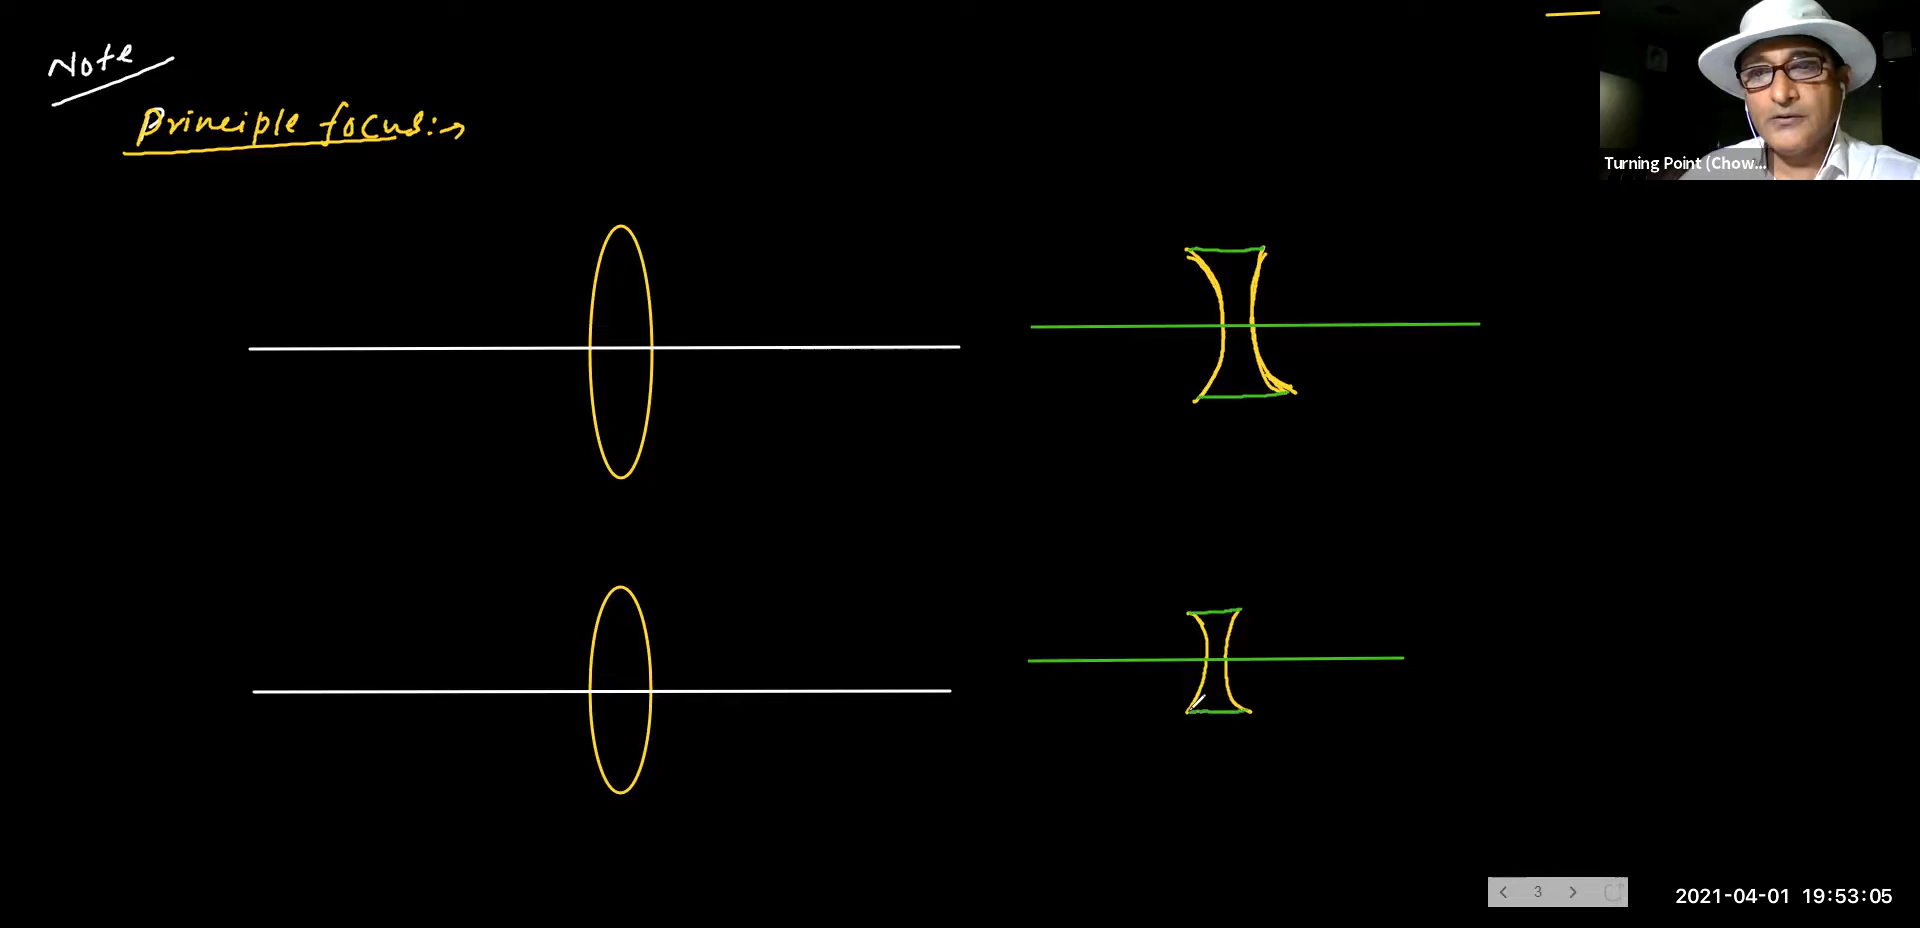 Note
Principle focus:→
Turning Point (Chow...
3
2021-04-01 19:53:05